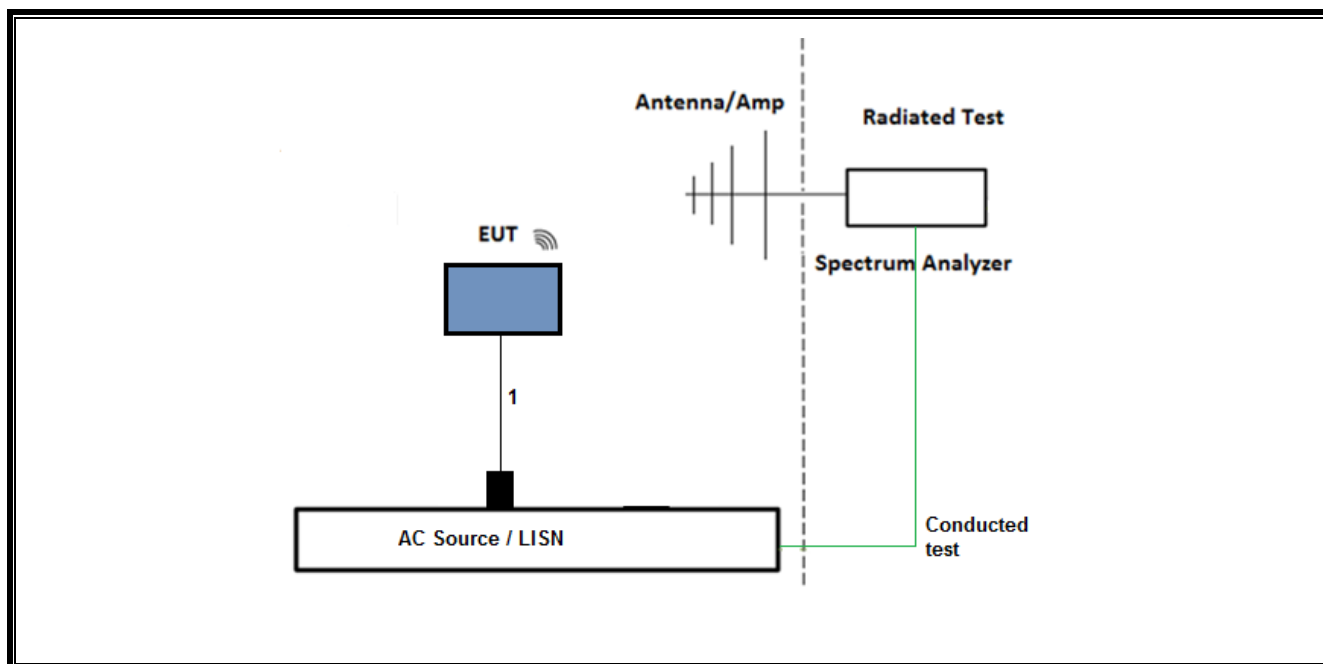 Antenna/Amp
Radiated Test
EUT
Spectrum Analyzer
1
AC Source / LISN
Conducted
test